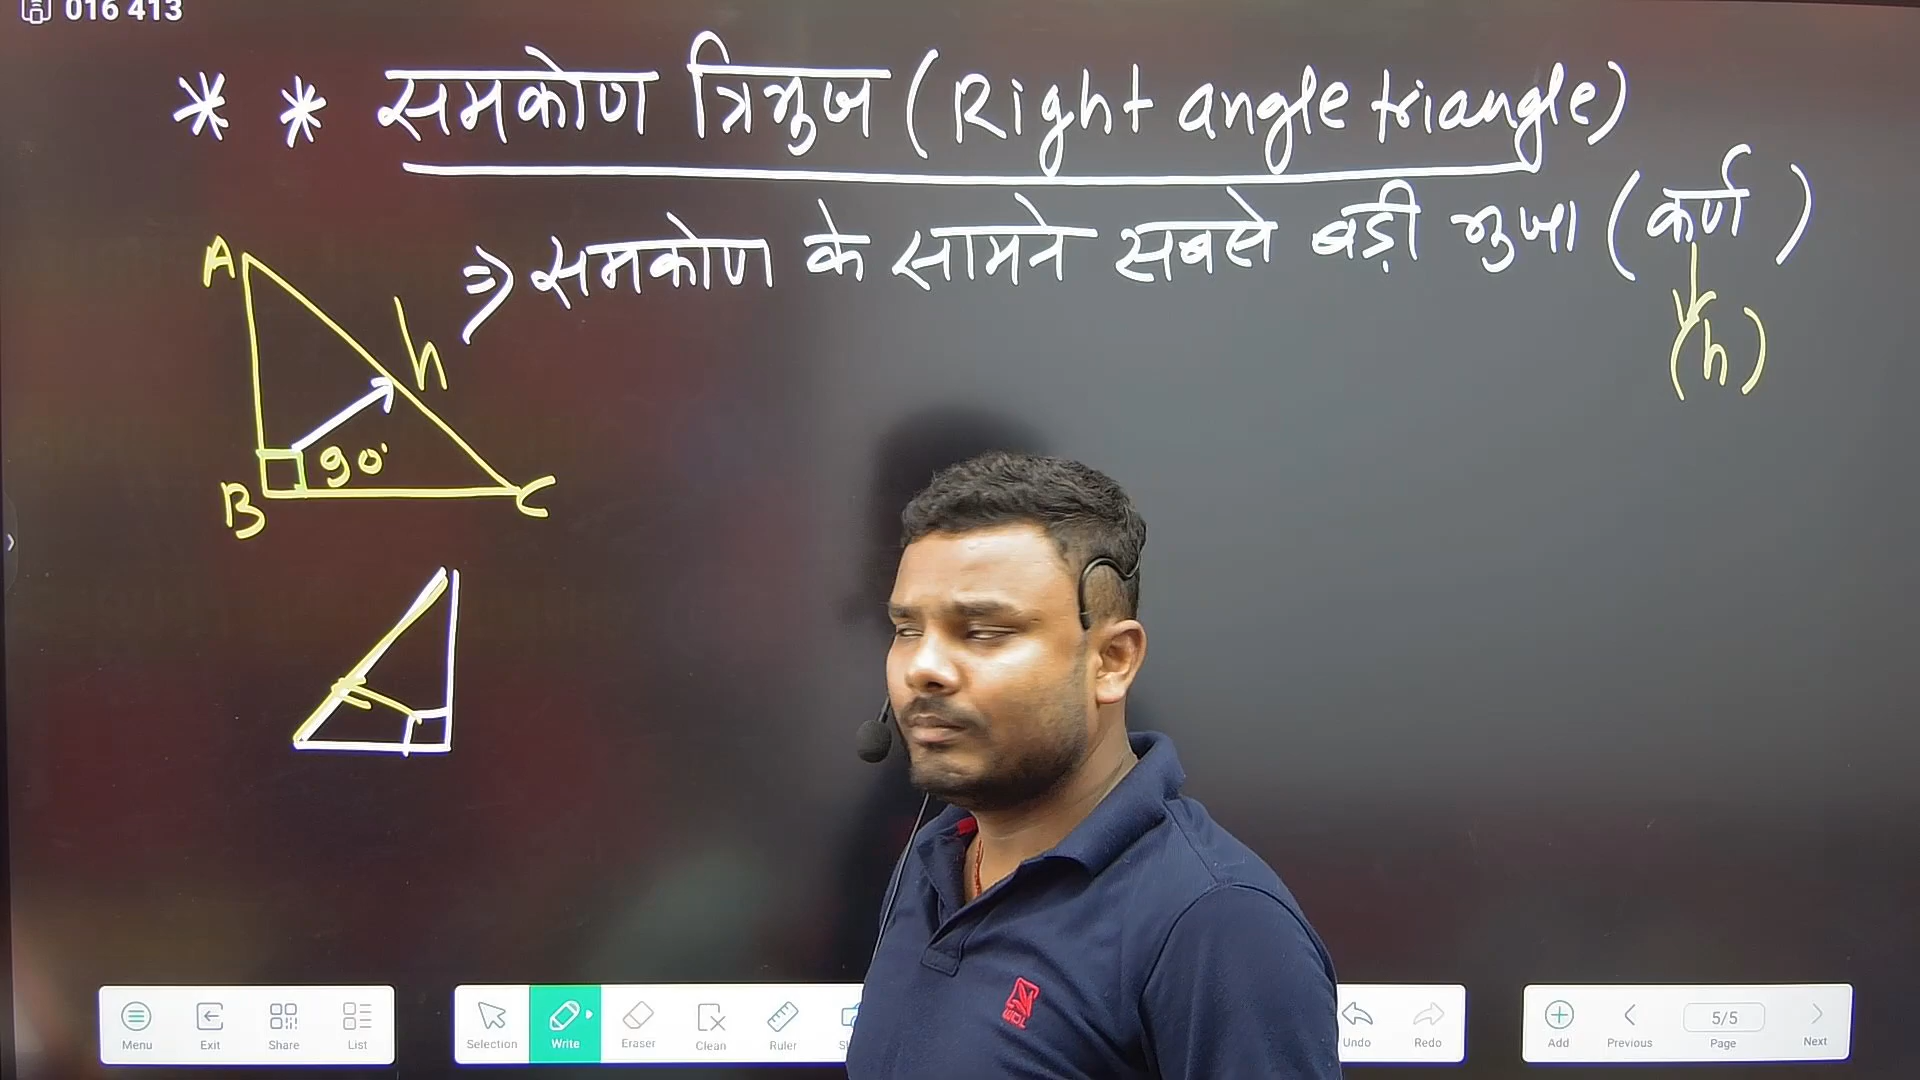 016 413
* * समकोण त्रिभुज (Right angle triangle)
⇒ समकोण के सामने सबसे बड़ी भुजा (कर्ण)
(h)
A
h
90°
B
C
WOL
Menu Exit Share List
Selection Write Eraser Clean Ruler
Undo Redo
Add Previous 5/5 Page Next